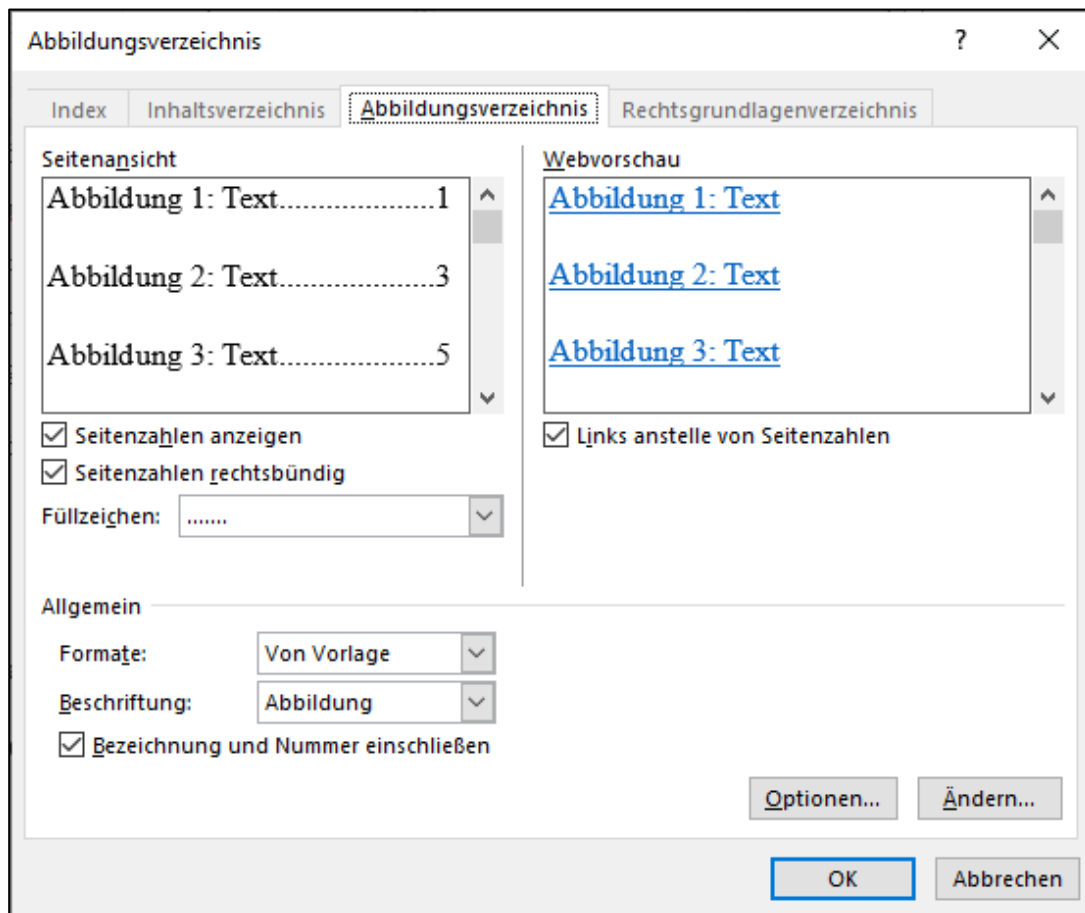 Abbildungsverzeichnis ?
Index Inhaltsverzeichnis Abbildungsverzeichnis Rechtsgrundlagenverzeichnis
Seitenansicht
Abbildung 1: Text.....................1
Abbildung 2: Text.....................3
Abbildung 3: Text.....................5
Seitenzahlen anzeigen
Seitenzahlen rechtsbündig
Füllzeichen: .......
Webvorschau
Abbildung 1: Text
Abbildung 2: Text
Abbildung 3: Text
Links anstelle von Seitenzahlen
Allgemein
Formate: Von Vorlage
Beschriftung: Abbildung
Bezeichnung und Nummer einschließen
Optionen... Ändern...
OK Abbrechen